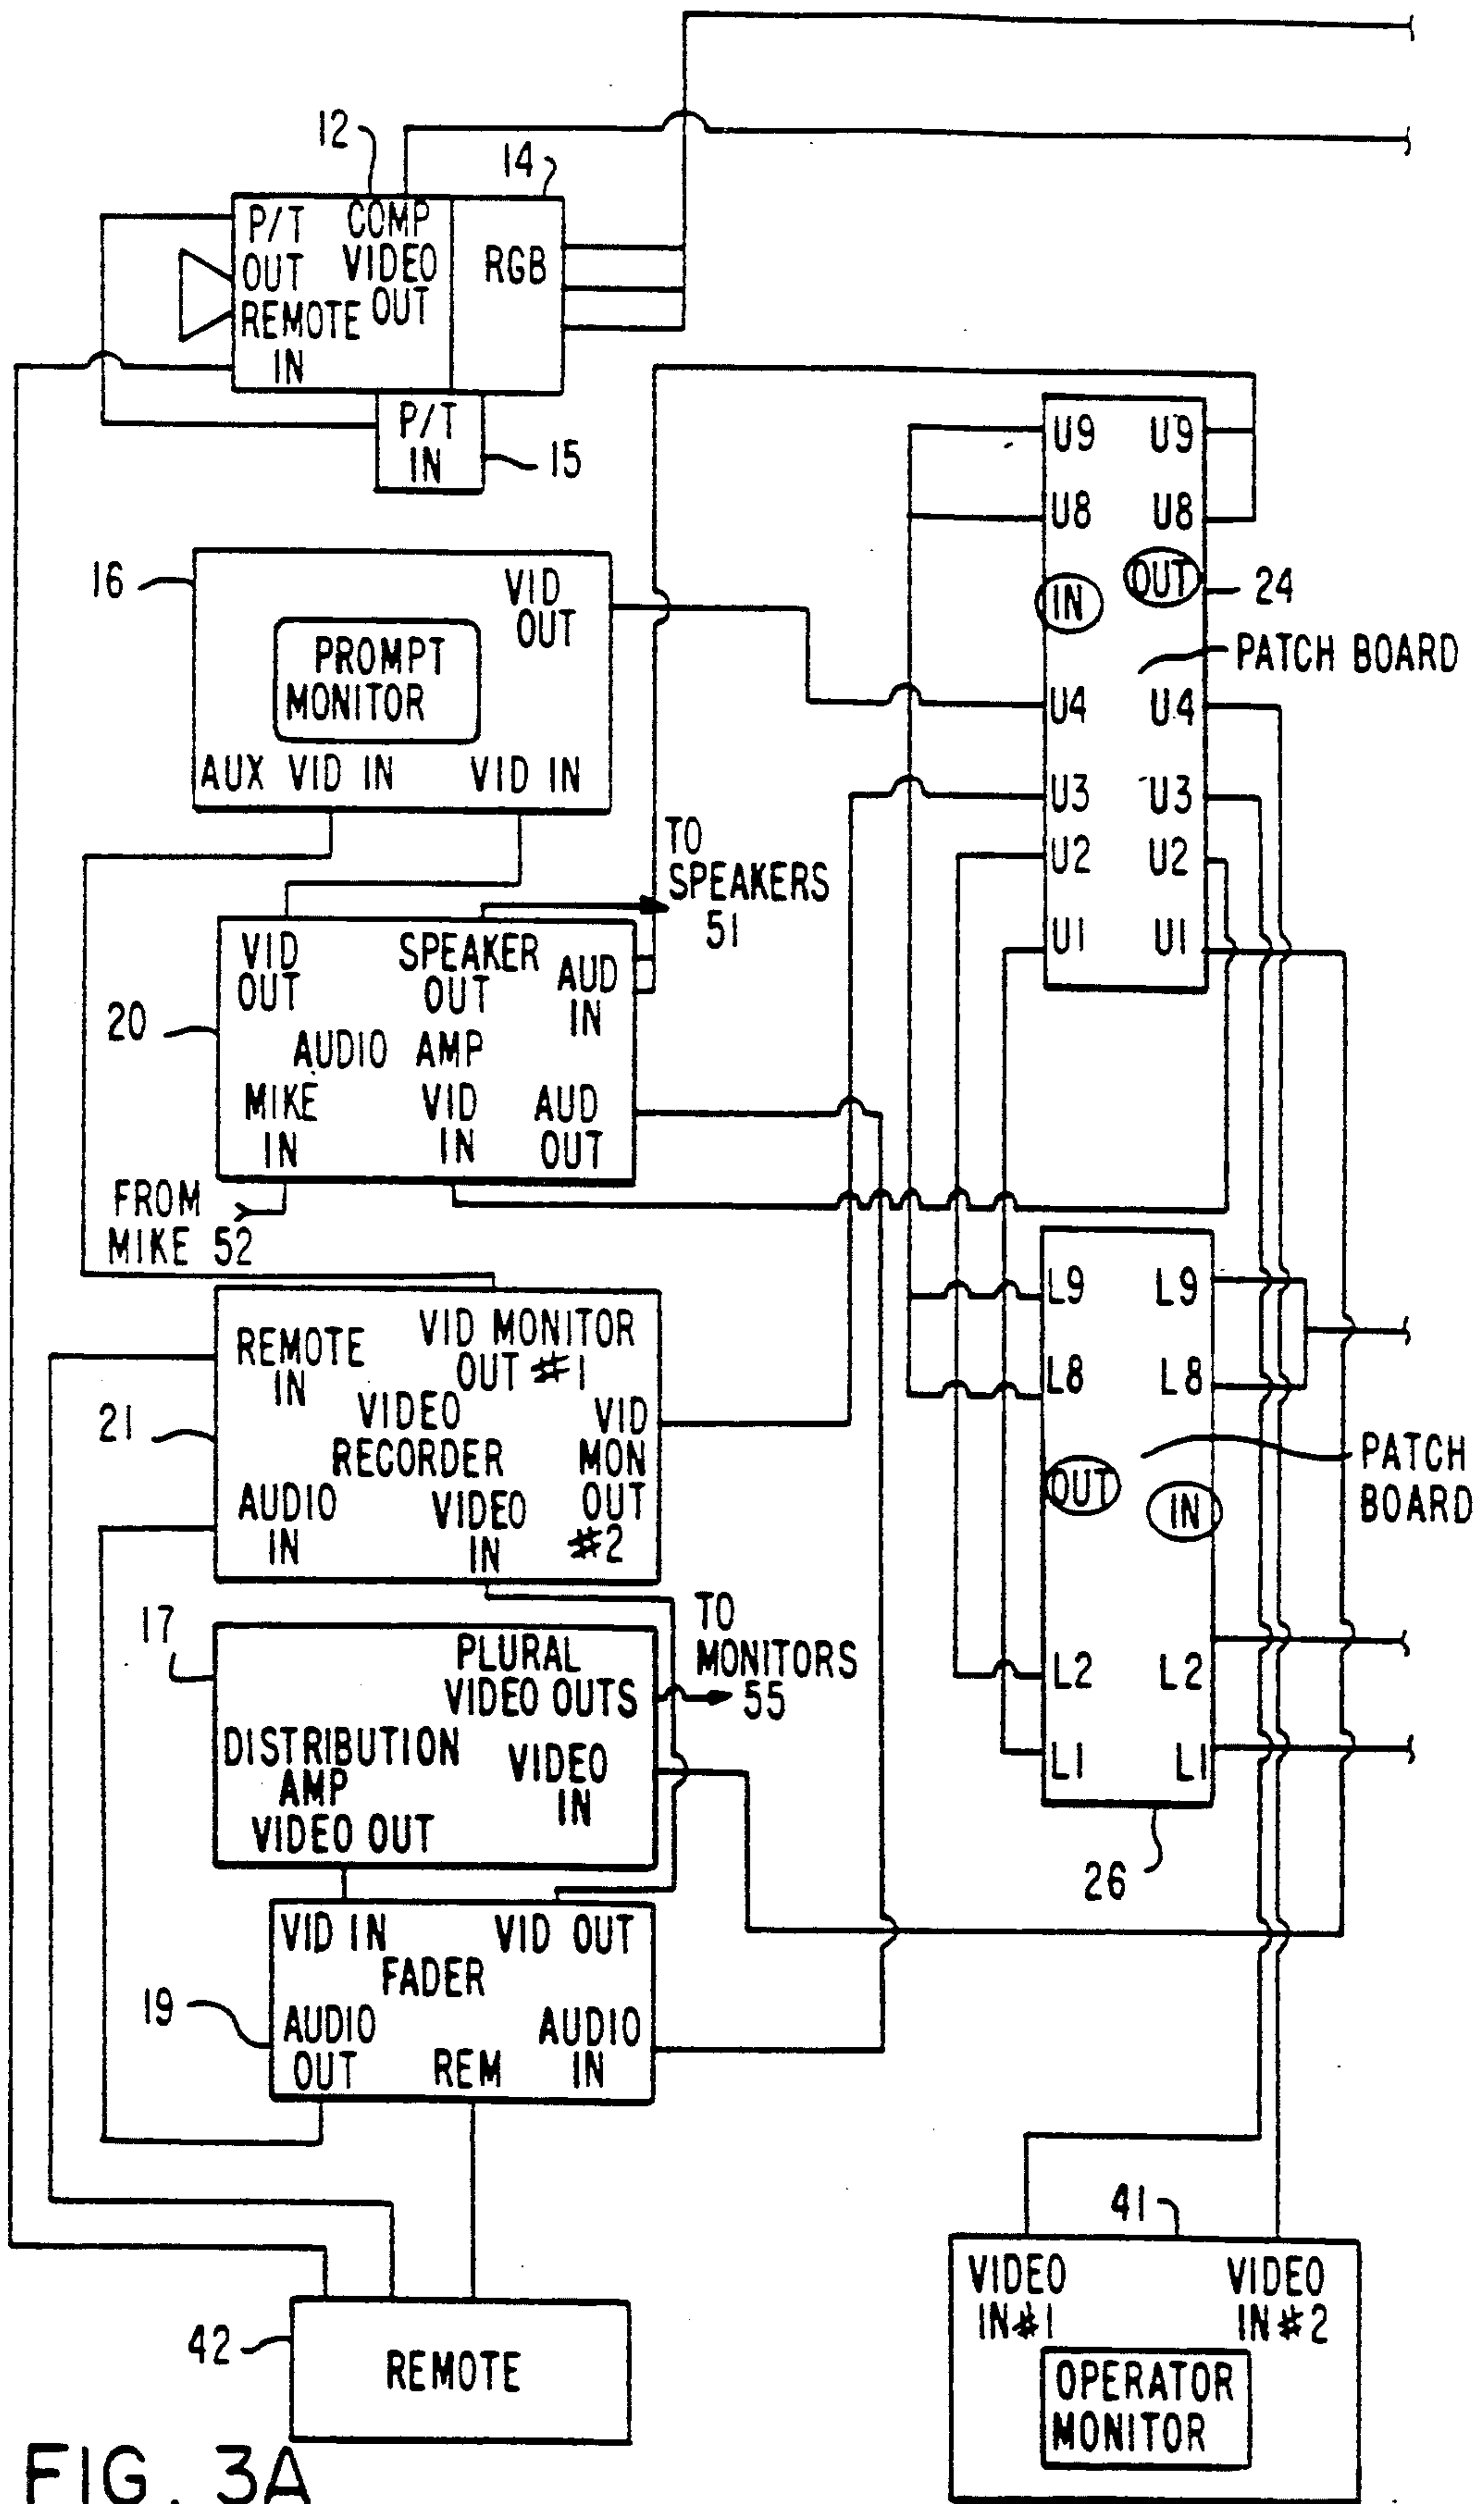 12
14
P/T
OUT
REMOTE
IN
COMP
VIDEO
OUT
RGB
P/T
IN
15
16
VID
OUT
PROMPT
MONITOR
AUX VID IN
VID IN
U9 U9
U8 U8
IN
OUT
24
PATCH BOARD
U4 U4
U3 U3
U2 U2
U1 U1
TO
SPEAKERS
51
20
VID
OUT
SPEAKER
OUT
AUD
IN
AUDIO AMP
MIKE
IN
VID
IN
AUD
OUT
FROM
MIKE 52
21
REMOTE
IN
VID MONITOR
OUT #1
VIDEO
RECORDER
VID
MON
OUT
#2
AUDIO
IN
VIDEO
IN
L9 L9
L8 L8
OUT
IN
PATCH
BOARD
L2 L2
L1 L1
26
17
PLURAL
VIDEO OUTS
TO
MONITORS
55
DISTRIBUTION
AMP
VIDEO
IN
VIDEO OUT
19
VID IN
VID OUT
FADER
AUDIO
OUT
REM
AUDIO
IN
42
REMOTE
41
VIDEO
IN#1
VIDEO
IN#2
OPERATOR
MONITOR
FIG. 3A